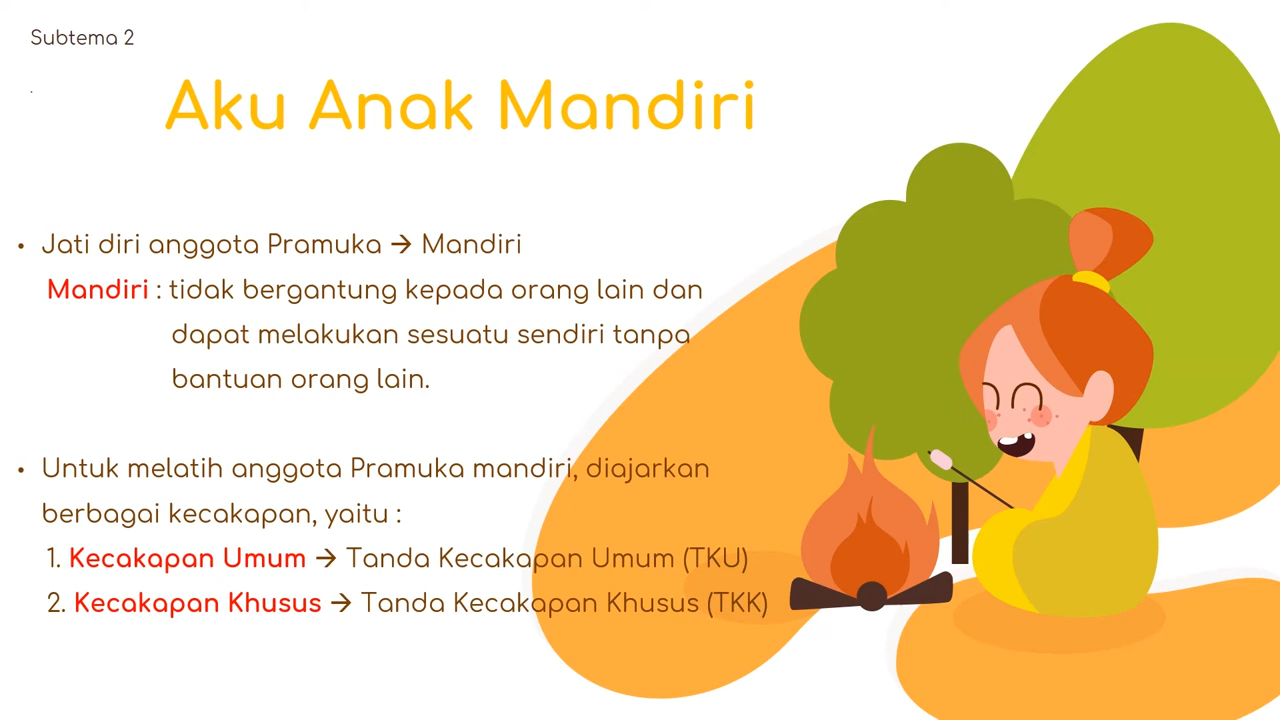 Subtema 2
.
Aku Anak Mandiri
• Jati diri anggota Pramuka → Mandiri
Mandiri : tidak bergantung kepada orang lain dan
dapat melakukan sesuatu sendiri tanpa
bantuan orang lain.
• Untuk melatih anggota Pramuka mandiri, diajarkan
berbagai kecakapan, yaitu :
1. Kecakapan Umum → Tanda Kecakapan Umum (TKU)
2. Kecakapan Khusus → Tanda Kecakapan Khusus (TKK)